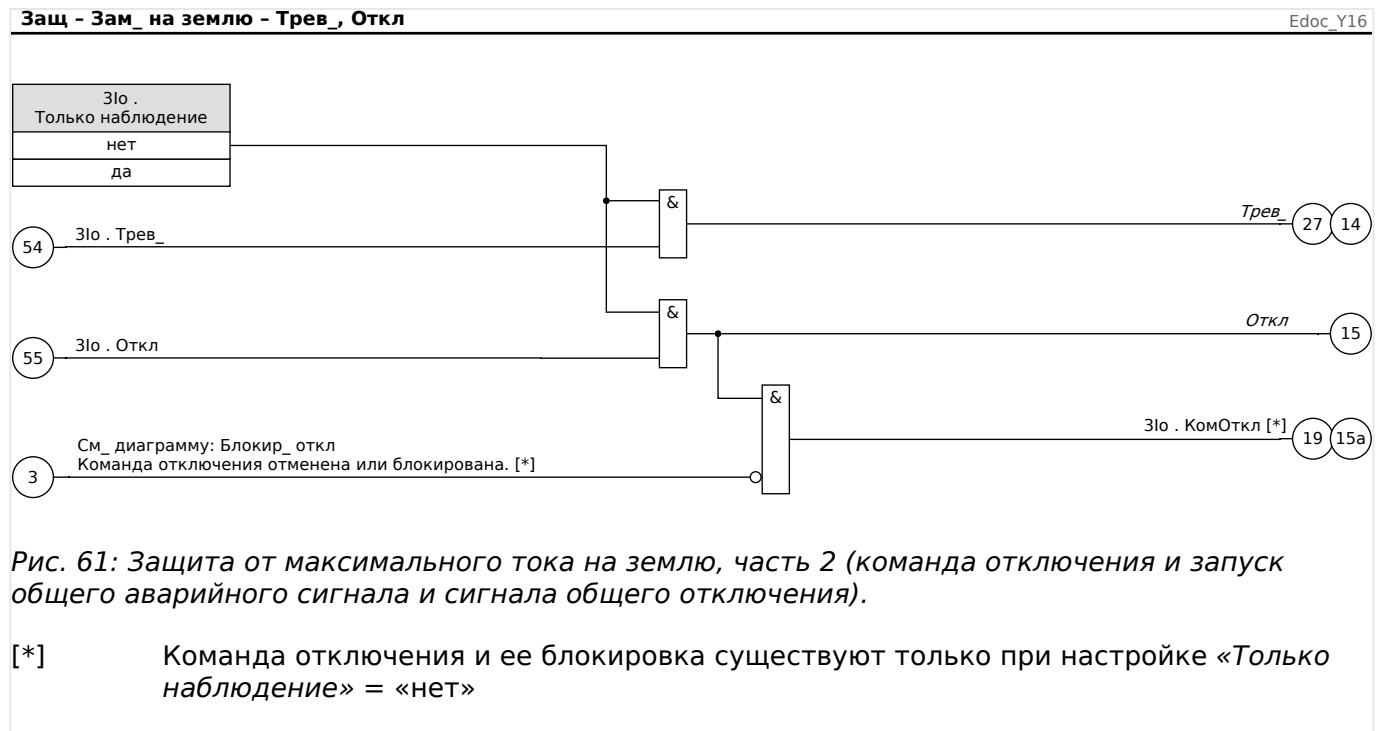 Защ – Зам_ на землю – Трев_, Откл
Edoc_Y16
3Io .
Только наблюдение
нет
да
&
Трев_
27
14
54
3Io . Трев_
&
Откл
15
55
3Io . Откл
&
3Io . КомОткл [*]
19
15a
См_ диаграмму: Блокир_ откл
Команда отключения отменена или блокирована. [*]
3
Рис. 61: Защита от максимального тока на землю, часть 2 (команда отключения и запуск
общего аварийного сигнала и сигнала общего отключения).
[*] Команда отключения и ее блокировка существуют только при настройке «Только
наблюдение» = «нет»